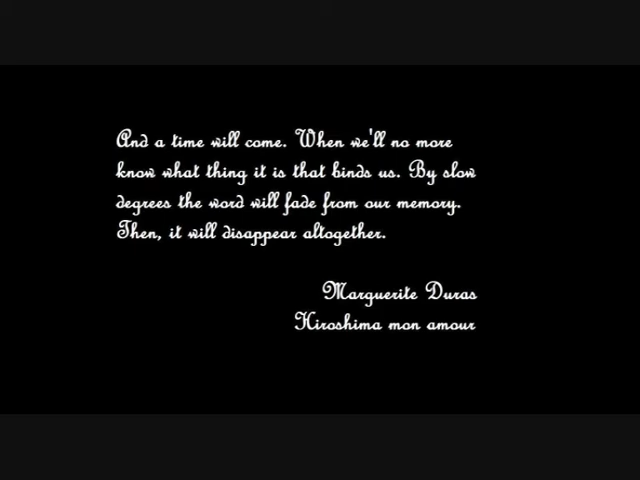 And a time will come. When we'll no more
know what thing it is that binds us. By slow
degrees the word will fade from our memory.
Then, it will disappear altogether.
Marguerite Duras
Hiroshima mon amour